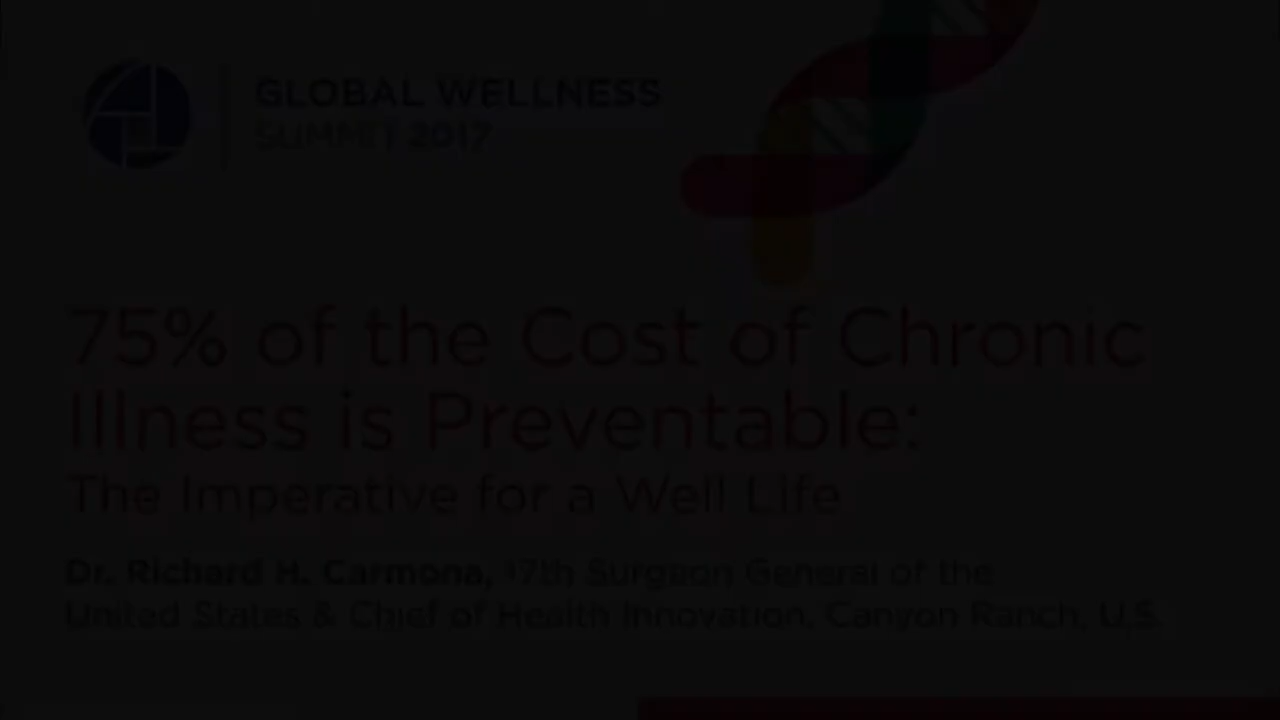 GLOBAL WELLNESS
SUMMIT 2017
75% of the Cost of Chronic
Illness is Preventable:
The Imperative for a Well Life
Dr. Richard H. Carmona, 17th Surgeon General of the
United States & Chief of Health Innovation, Canyon Ranch, U.S.